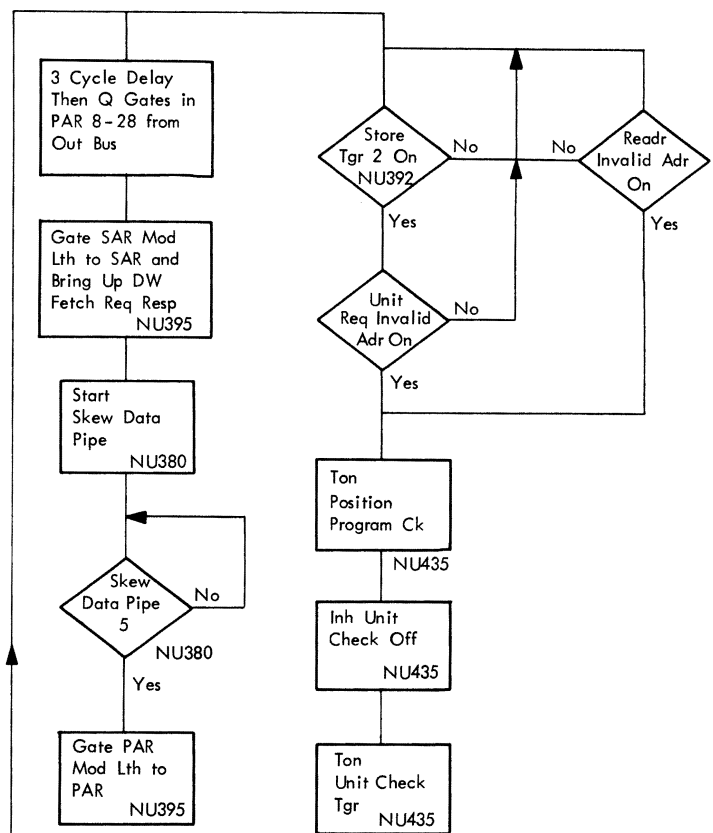 3 Cycle Delay
Then Q Gates in
PAR 8-28 from
Out Bus
Gate SAR Mod
Lth to SAR and
Bring Up DW
Fetch Req Resp
NU395
Start
Skew Data
Pipe
NU380
Skew
Data Pipe
5
No
NU380
Yes
Gate PAR
Mod Lth to
PAR
NU395
Store
Tgr 2 On
NU392
No
Yes
No
Readr
Invalid Adr
On
Yes
Unit
Req Invalid
Adr On
No
Yes
Ton
Position
Program Ck
NU435
Inh Unit
Check Off
NU435
Ton
Unit Check
Tgr
NU435